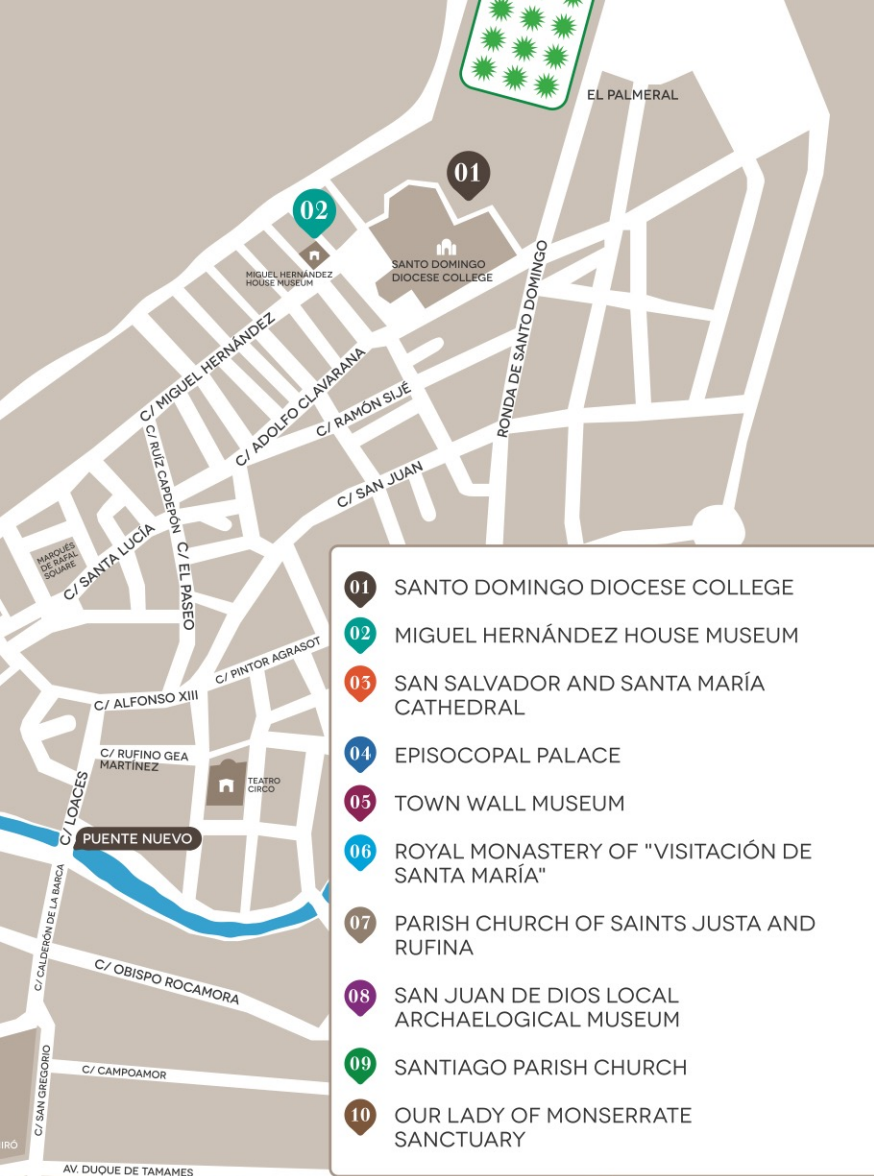 EL PALMERAL
01
02
MIGUEL HERNÁNDEZ
HOUSE MUSEUM
SANTO DOMINGO
DIOCESE COLLEGE
RONDA DE SANTO DOMINGO
C/ MIGUEL HERNÁNDEZ
C/ ADOLFO CLAVARANA
C/ RAMÓN SIJÉ
C/ RUÍZ CAPDEPÓN
C/ SAN JUAN
MARQUÉS
DE RAFAL
SQUARE
C/ SANTA LUCÍA
C/ EL PASEO
C/ PINTOR AGRASOT
C/ ALFONSO XIII
C/ RUFINO GEA
MARTÍNEZ
TEATRO
CIRCO
C/ LOACES
PUENTE NUEVO
C/ CALDERÓN DE LA BARCA
C/ OBISPO ROCAMORA
C/ CAMPOAMOR
C/ SAN GREGORIO
IRÓ
AV. DUQUE DE TAMAMES
01 SANTO DOMINGO DIOCESE COLLEGE
02 MIGUEL HERNÁNDEZ HOUSE MUSEUM
03 SAN SALVADOR AND SANTA MARÍA
CATHEDRAL
04 EPISOCOPAL PALACE
05 TOWN WALL MUSEUM
06 ROYAL MONASTERY OF "VISITACIÓN DE
SANTA MARÍA"
07 PARISH CHURCH OF SAINTS JUSTA AND
RUFINA
08 SAN JUAN DE DIOS LOCAL
ARCHAELOGICAL MUSEUM
09 SANTIAGO PARISH CHURCH
10 OUR LADY OF MONSERRATE
SANCTUARY